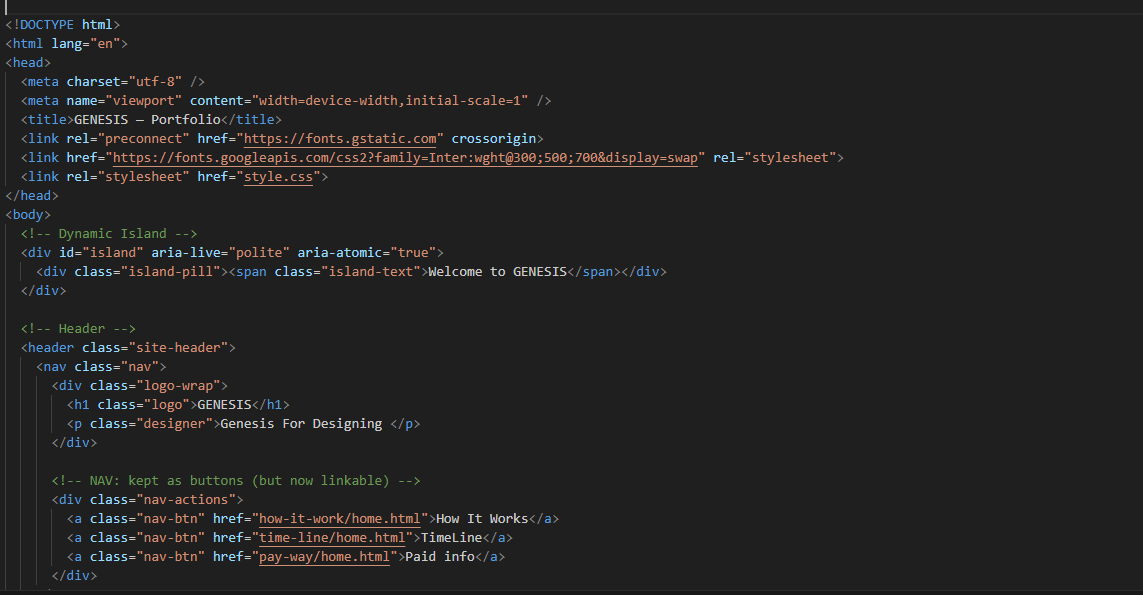 <!DOCTYPE html>
<html lang="en">
<head>
<meta charset="utf-8" />
<meta name="viewport" content="width=device-width,initial-scale=1" />
<title>GENESIS — Portfolio</title>
<link rel="preconnect" href="https://fonts.gstatic.com" crossorigin>
<link href="https://fonts.googleapis.com/css2?family=Inter:wght@300;500;700&display=swap" rel="stylesheet">
<link rel="stylesheet" href="style.css">
</head>
<body>
<!-- Dynamic Island -->
<div id="island" aria-live="polite" aria-atomic="true">
<div class="island-pill"><span class="island-text">Welcome to GENESIS</span></div>
</div>
<!-- Header -->
<header class="site-header">
<nav class="nav">
<div class="logo-wrap">
<h1 class="logo">GENESIS</h1>
<p class="designer">Genesis For Designing </p>
</div>
<!-- NAV: kept as buttons (but now linkable) -->
<div class="nav-actions">
<a class="nav-btn" href="how-it-work/home.html">How It Works</a>
<a class="nav-btn" href="time-line/home.html">TimeLine</a>
<a class="nav-btn" href="pay-way/home.html">Paid info</a>
</div>